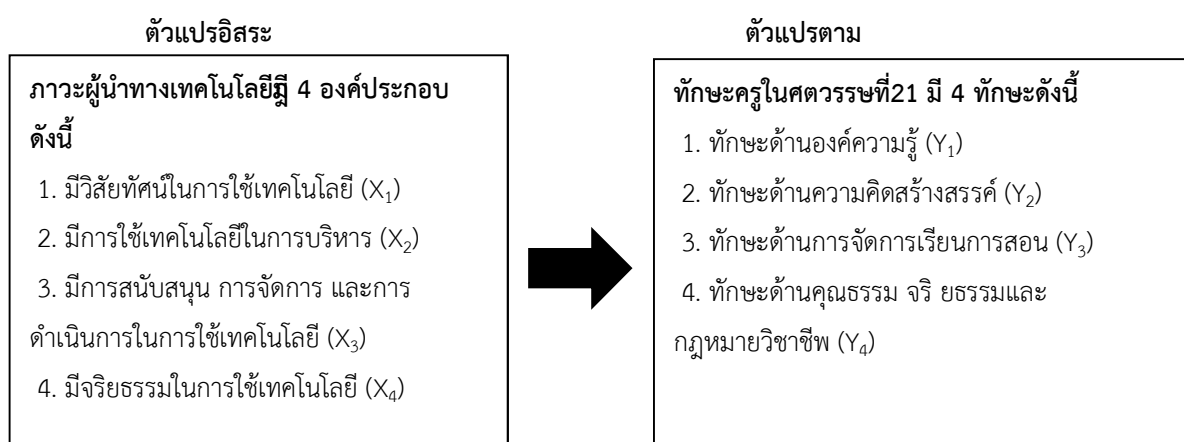 ตัวแปรอิสระ
ภาวะผู้นำทางเทคโนโลยีมี 4 องค์ประกอบ
ดังนี้
1. มีวิสัยทัศน์ในการใช้เทคโนโลยี (X₁)
2. มีการใช้เทคโนโลยีในการบริหาร (X₂)
3. มีการสนับสนุน การจัดการ และการ
ดำเนินการในการใช้เทคโนโลยี (X₃)
4. มีจริยธรรมในการใช้เทคโนโลยี (X₄)
ตัวแปรตาม
ทักษะครูในศตวรรษที่21 มี 4 ทักษะดังนี้
1. ทักษะด้านองค์ความรู้ (Y₁)
2. ทักษะด้านความคิดสร้างสรรค์ (Y₂)
3. ทักษะด้านการจัดการเรียนการสอน (Y₃)
4. ทักษะด้านคุณธรรม จริ ยธรรมและ
กฎหมายวิชาชีพ (Y₄)